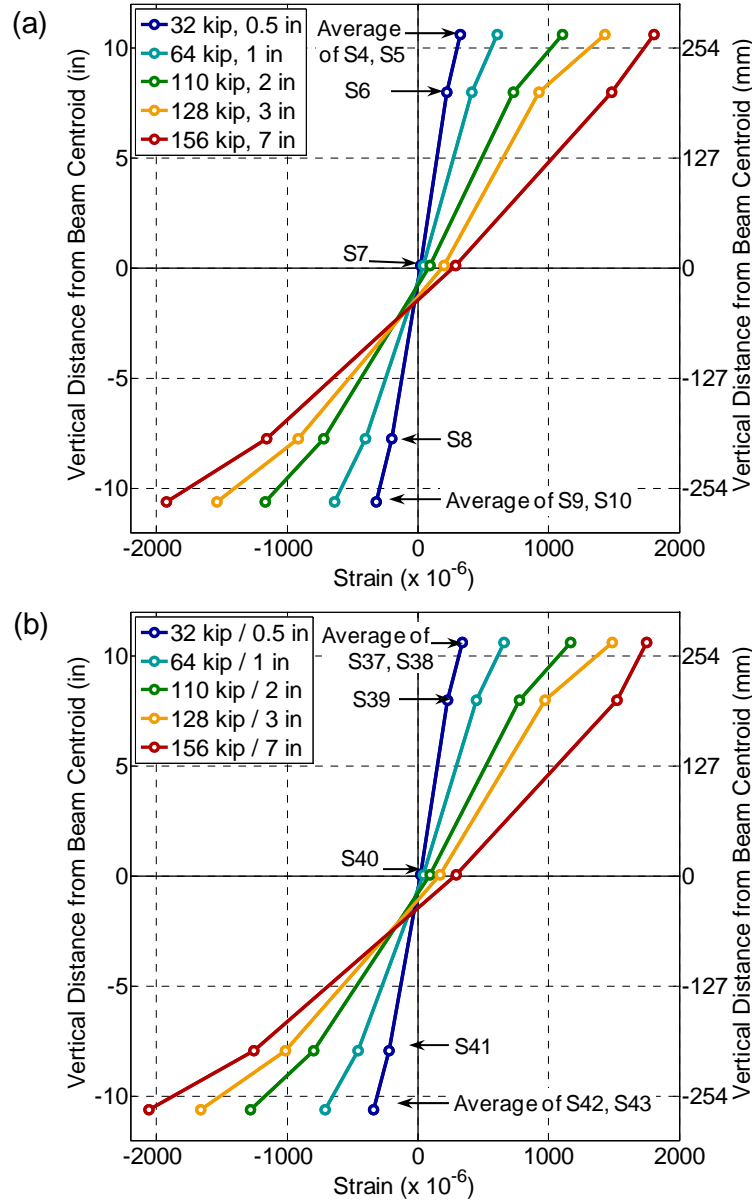 (a)
32 kip, 0.5 in
64 kip, 1 in
110 kip, 2 in
128 kip, 3 in
156 kip, 7 in
Average
of S4, S5
S6
S7
S8
Average of S9, S10
10
5
0
-5
-10
Vertical Distance from Beam Centroid (in)
254
127
0
-127
-254
Vertical Distance from Beam Centroid (mm)
-2000 -1000 0 1000 2000
Strain (x 10^-6)
(b)
32 kip / 0.5 in
64 kip / 1 in
110 kip / 2 in
128 kip / 3 in
156 kip / 7 in
Average of
S37, S38
S39
S40
S41
Average of S42, S43
10
5
0
-5
-10
Vertical Distance from Beam Centroid (in)
254
127
0
-127
-254
Vertical Distance from Beam Centroid (mm)
-2000 -1000 0 1000 2000
Strain (x 10^-6)